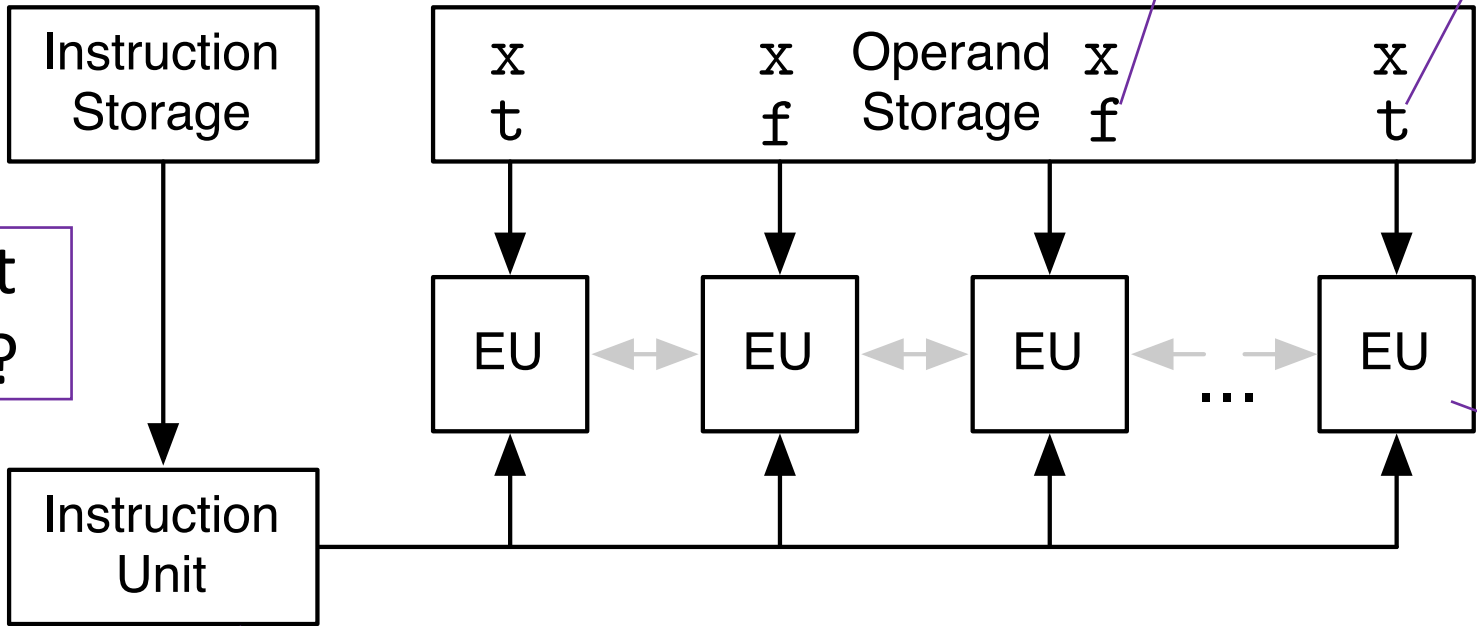 Instruction
Storage
x x Operand x x
t f Storage f t
t
?
EU EU EU EU
...
Instruction
Unit